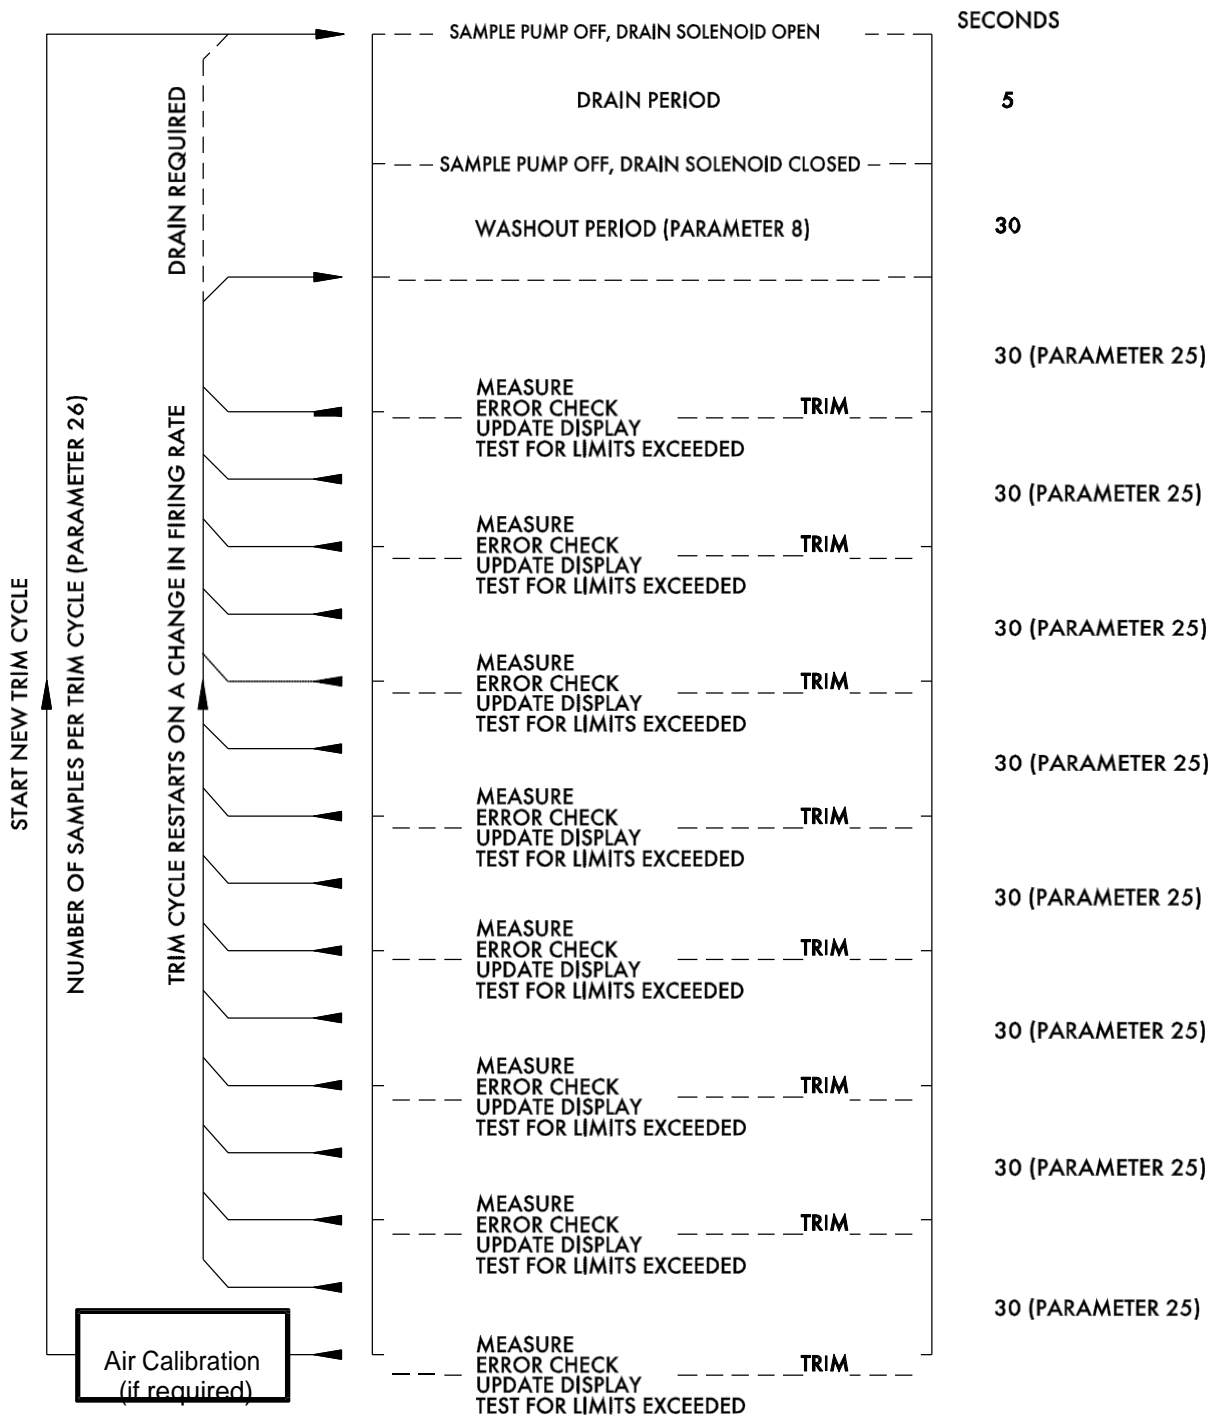 SECONDS
SAMPLE PUMP OFF, DRAIN SOLENOID OPEN
DRAIN PERIOD
5
SAMPLE PUMP OFF, DRAIN SOLENOID CLOSED
WASHOUT PERIOD (PARAMETER 8)
30
DRAIN REQUIRED
START NEW TRIM CYCLE
NUMBER OF SAMPLES PER TRIM CYCLE (PARAMETER 26)
TRIM CYCLE RESTARTS ON A CHANGE IN FIRING RATE
30 (PARAMETER 25)
MEASURE
ERROR CHECK
UPDATE DISPLAY
TEST FOR LIMITS EXCEEDED
TRIM
30 (PARAMETER 25)
MEASURE
ERROR CHECK
UPDATE DISPLAY
TEST FOR LIMITS EXCEEDED
TRIM
30 (PARAMETER 25)
MEASURE
ERROR CHECK
UPDATE DISPLAY
TEST FOR LIMITS EXCEEDED
TRIM
30 (PARAMETER 25)
MEASURE
ERROR CHECK
UPDATE DISPLAY
TEST FOR LIMITS EXCEEDED
TRIM
30 (PARAMETER 25)
MEASURE
ERROR CHECK
UPDATE DISPLAY
TEST FOR LIMITS EXCEEDED
TRIM
30 (PARAMETER 25)
MEASURE
ERROR CHECK
UPDATE DISPLAY
TEST FOR LIMITS EXCEEDED
TRIM
30 (PARAMETER 25)
MEASURE
ERROR CHECK
UPDATE DISPLAY
TEST FOR LIMITS EXCEEDED
TRIM
30 (PARAMETER 25)
MEASURE
ERROR CHECK
UPDATE DISPLAY
TEST FOR LIMITS EXCEEDED
TRIM
Air Calibration
(if required)